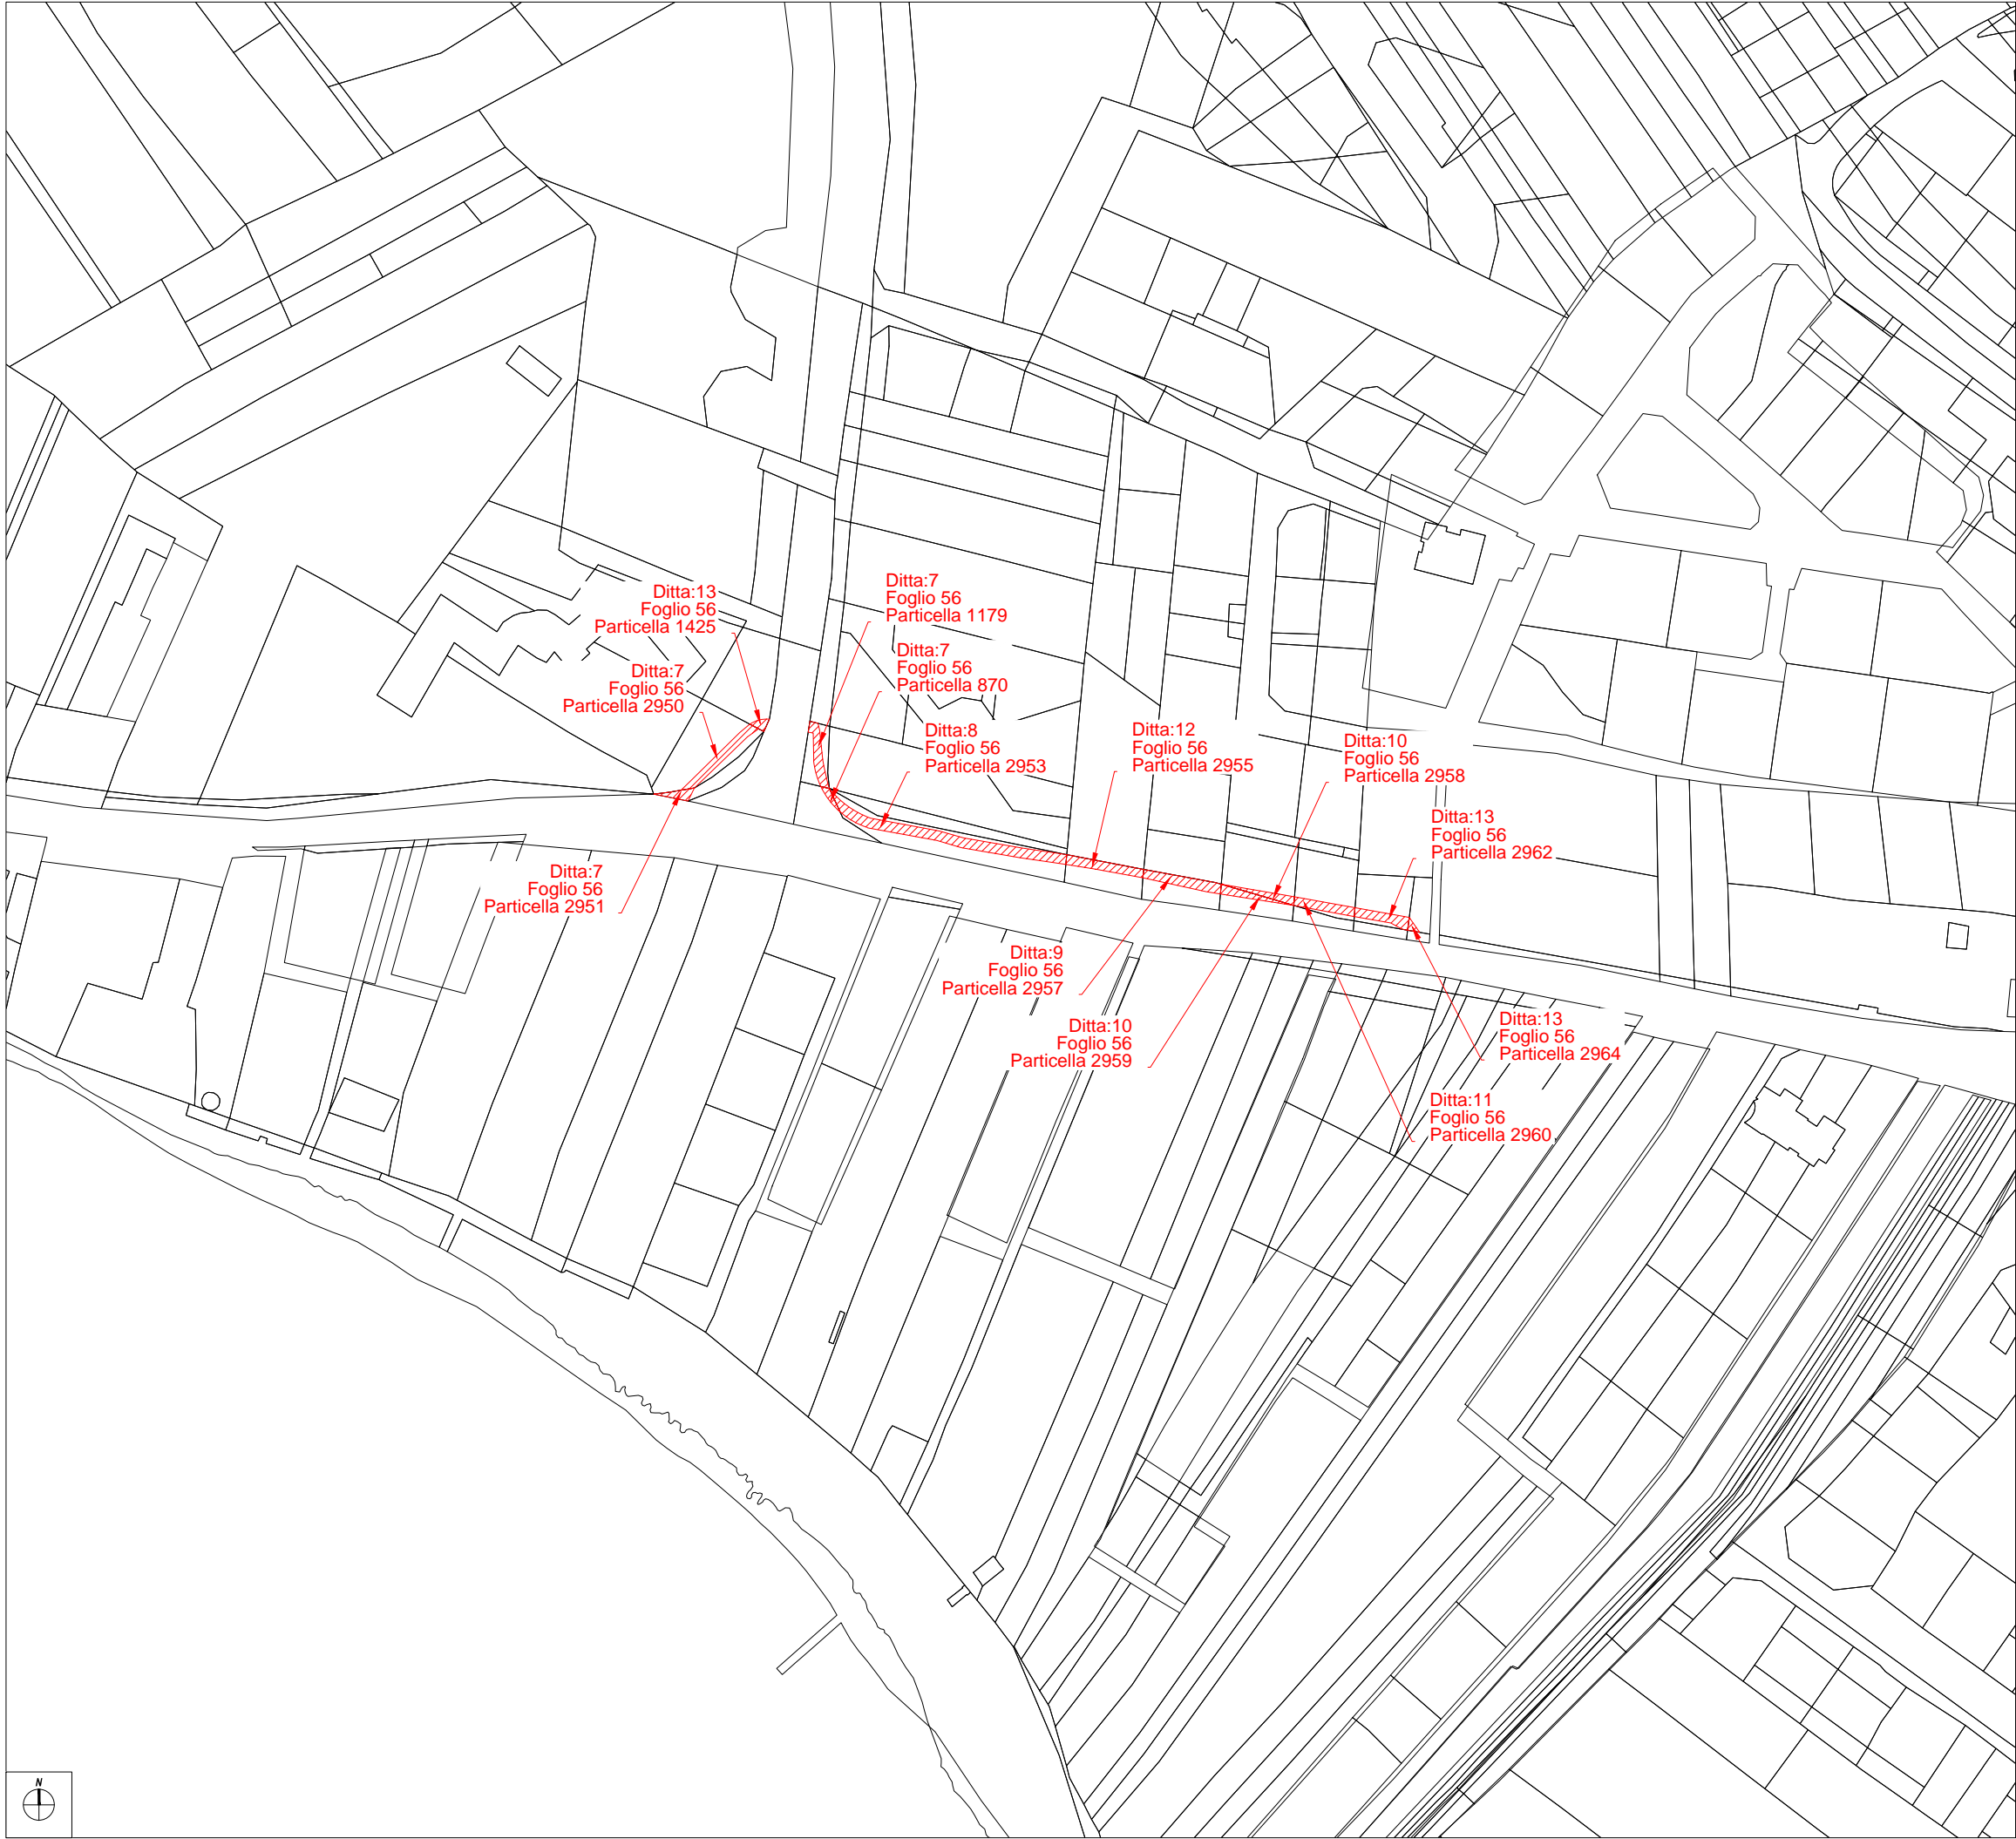 Ditta:13
Foglio 56
Particella 1425
Ditta:7
Foglio 56
Particella 1179
Ditta:7
Foglio 56
Particella 870
Ditta:7
Foglio 56
Particella 2950
Ditta:8
Foglio 56
Particella 2953
Ditta:12
Foglio 56
Particella 2955
Ditta:10
Foglio 56
Particella 2958
Ditta:13
Foglio 56
Particella 2962
Ditta:7
Foglio 56
Particella 2951
Ditta:9
Foglio 56
Particella 2957
Ditta:10
Foglio 56
Particella 2959
Ditta:13
Foglio 56
Particella 2964
Ditta:11
Foglio 56
Particella 2960
N